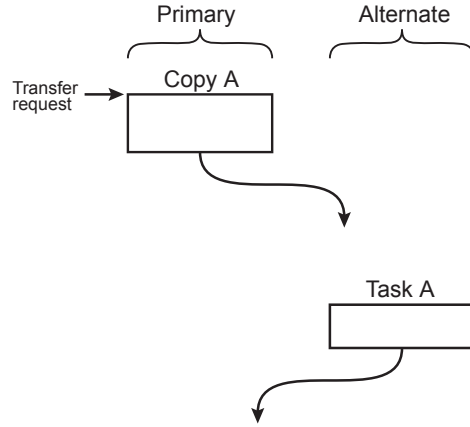 Primary
Alternate
Copy A
Transfer
request
Task A